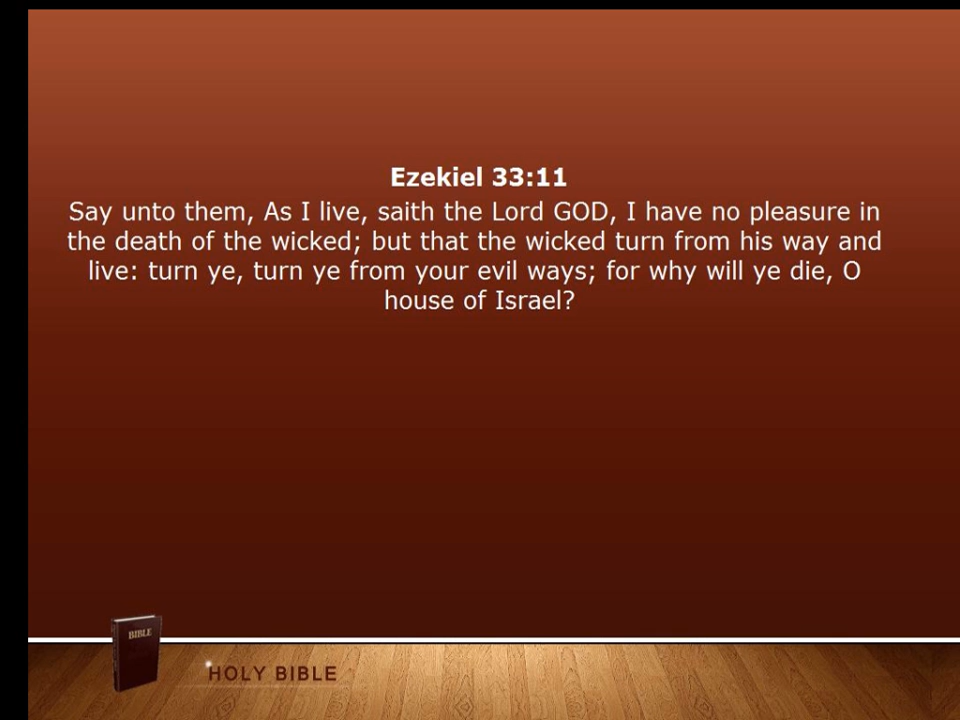 Ezekiel 33:11
Say unto them, As I live, saith the Lord GOD, I have no pleasure in
the death of the wicked; but that the wicked turn from his way and
live: turn ye, turn ye from your evil ways; for why will ye die, O
house of Israel?
BIBLE
HOLY BIBLE